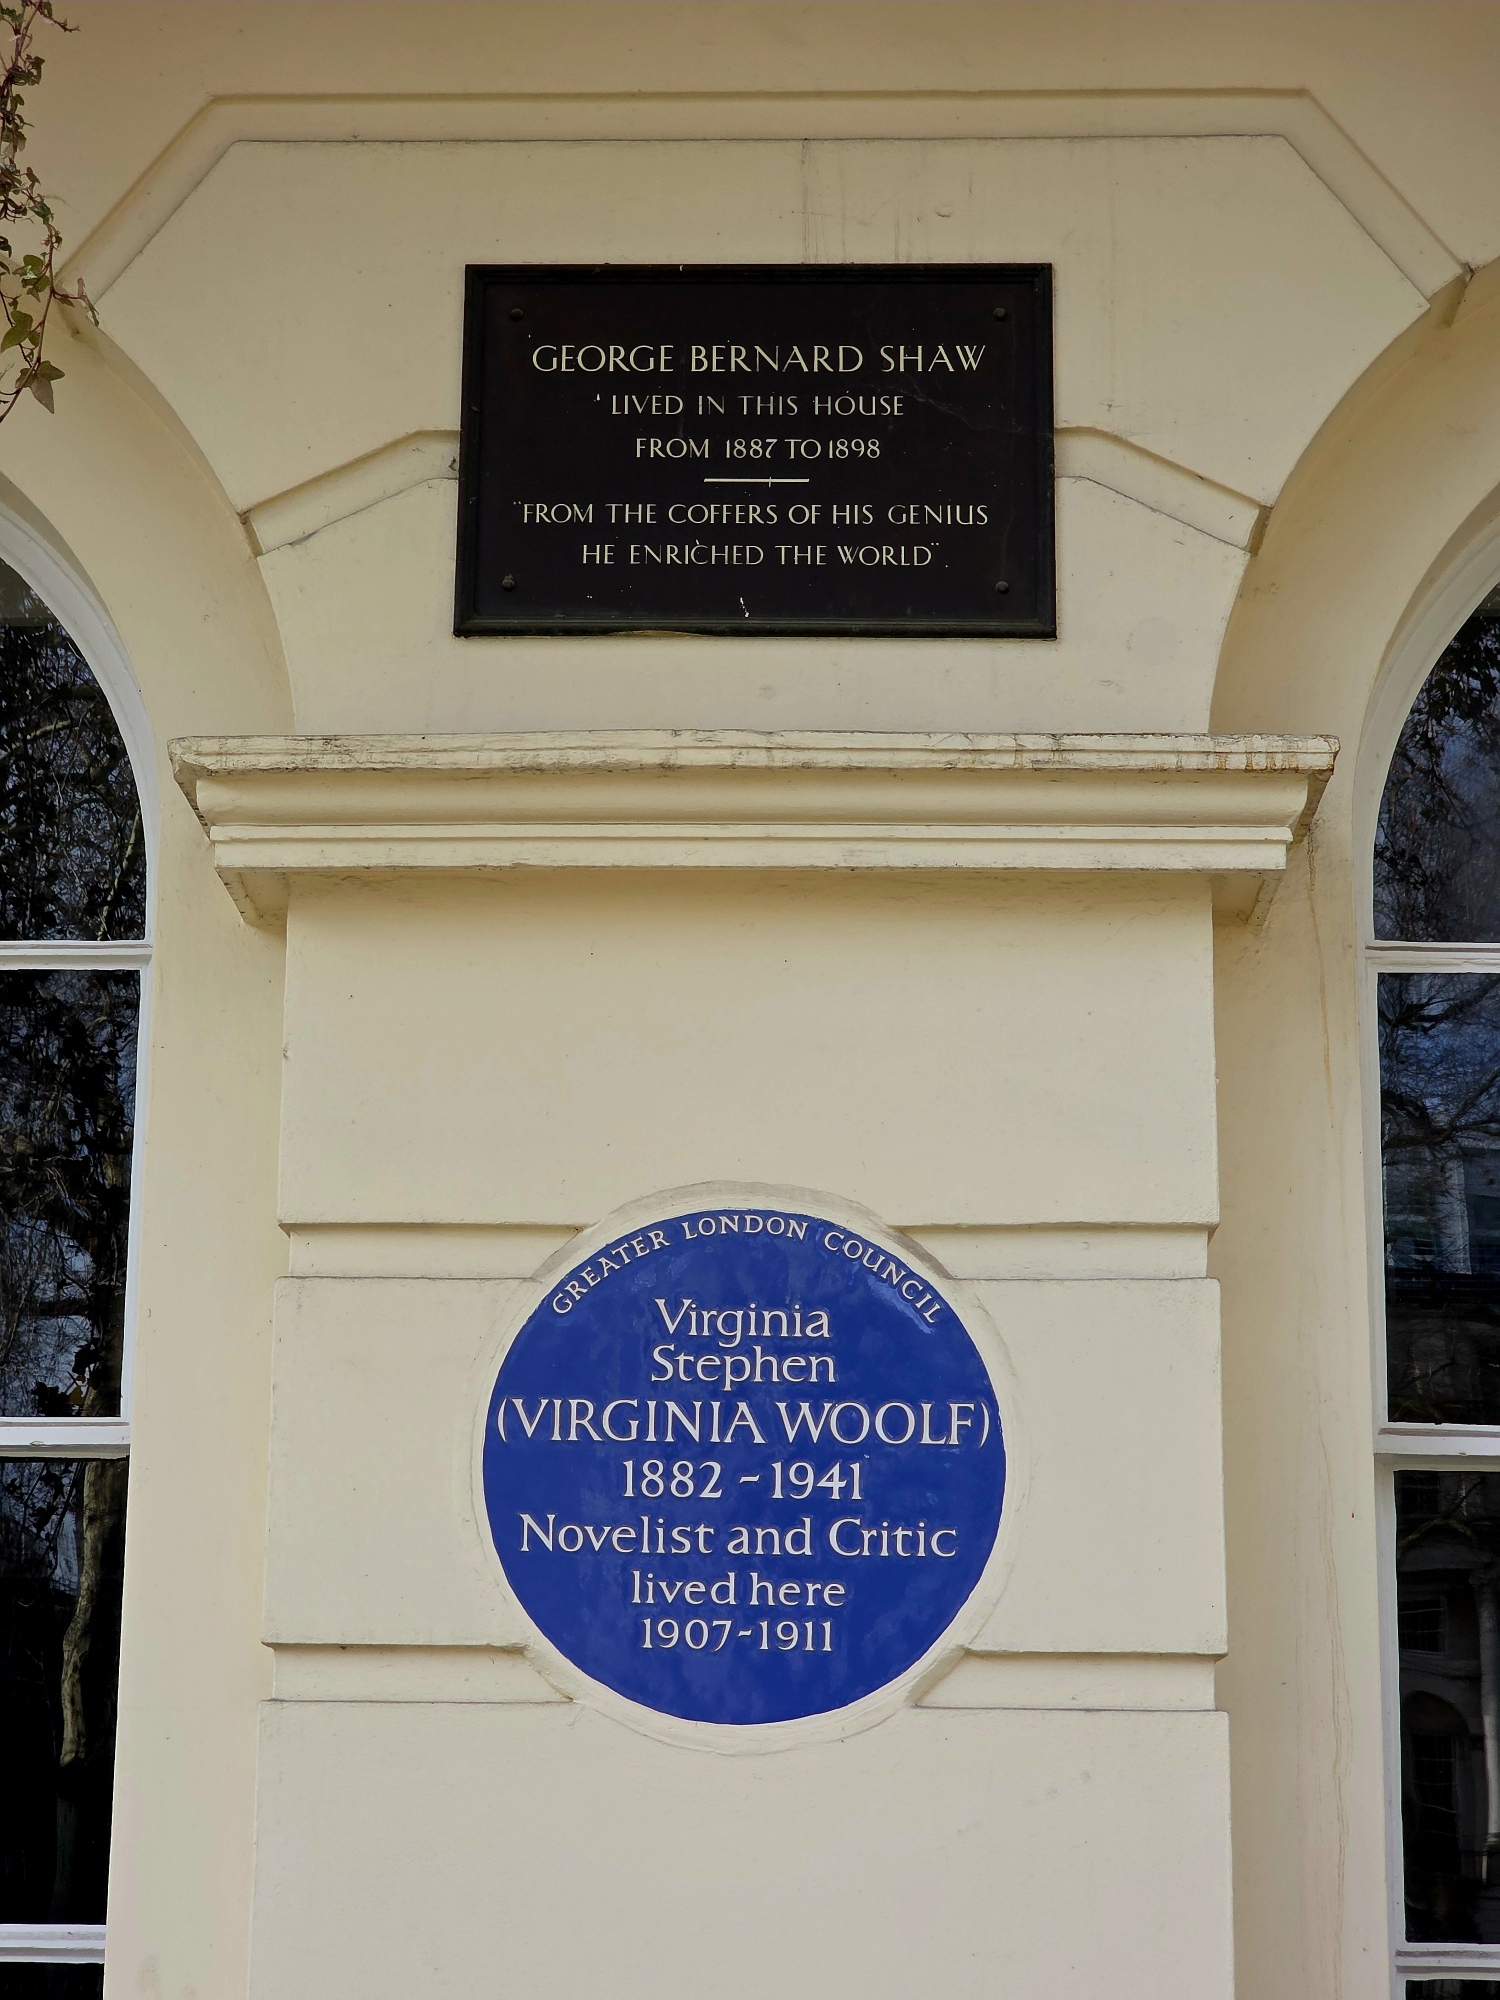 GEORGE BERNARD SHAW
LIVED IN THIS HOUSE
FROM 1887 TO 1898
"FROM THE COFFERS OF HIS GENIUS
HE ENRICHED THE WORLD"
GREATER LONDON COUNCIL
Virginia
Stephen
(VIRGINIA WOOLF)
1882-1941
Novelist and Critic
lived here
1907-1911